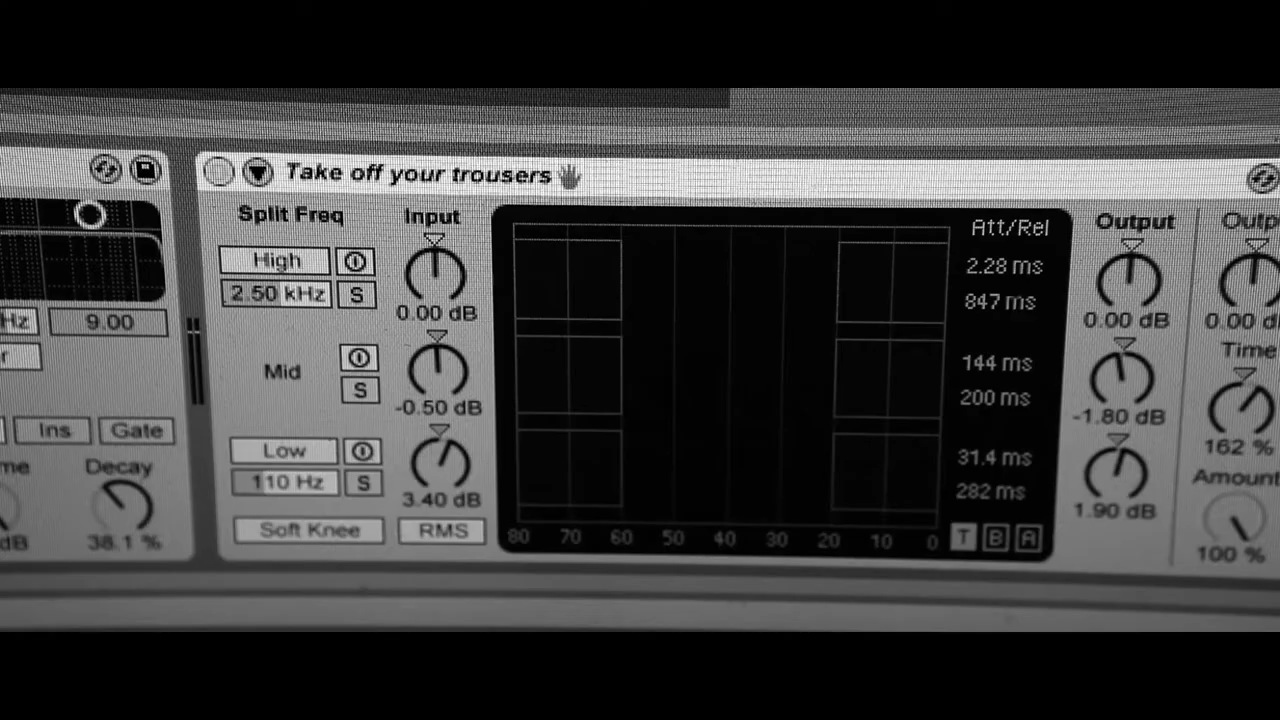 Take off your trousers
Split Freq
Input
Att/Rel
Output
High
2.50 kHz
S
0.00 dB
2.28 ms
847 ms
0.00 dB
0.00
Hz
9.00
Mid
S
-0.50 dB
144 ms
200 ms
-1.80 dB
Time
162 %
Ins
Gate
Low
110 Hz
S
3.40 dB
31.4 ms
282 ms
1.90 dB
Amount
100 %
Decay
dB
38.1 %
Soft Knee
RMS
80 70 60 50 40 30 20 10 0
T B A